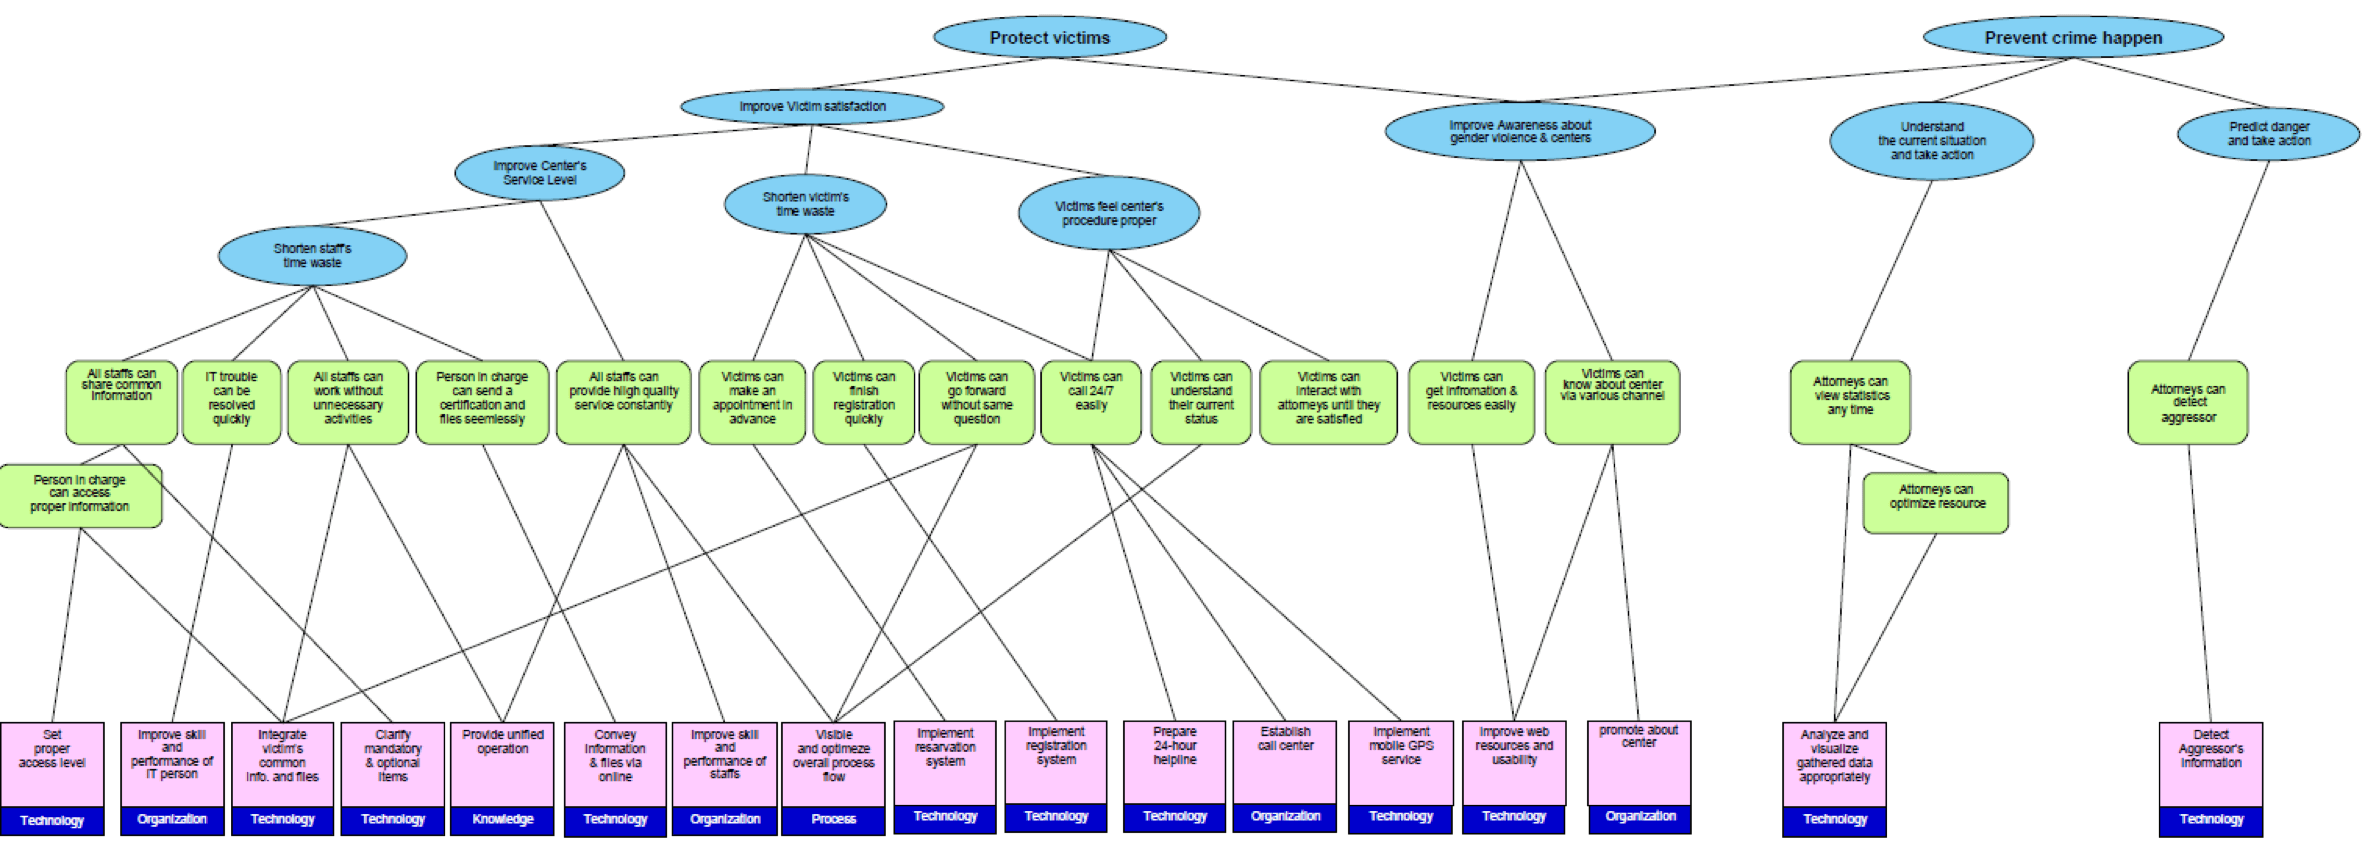 Protect victims
Prevent crime happen
Improve Victim satisfaction
Improve Awareness about
gender violence & centers
Understand
the current situation
and take action
Predict danger
and take action
Improve Center's
Service Level
Shorten victim's
time waste
Victims feel center's
procedure proper
Shorten staff's
time waste
All staffs can
share common
Information
IT trouble
can be
resolved
quickly
All staffs can
work without
unnecessary
activities
Person in charge
can send a
certification and
files seemlessly
All staffs can
provide hiigh quality
service constantly
Victims can
make an
appointment in
advance
Victims can
finish
registration
quickly
Victims can
go forward
without same
question
Victims can
call 24/7
easily
Victims can
understand
their current
status
Victims can
interact with
attorneys until they
are satisfied
Victims can
get infromation &
resources easily
Victims can
know about center
via various channel
Attorneys can
view statistics
any time
Attorneys can
detect
aggressor
Person in charge
can access
proper information
Attorneys can
optimize resource
Set
proper
access level
Technology
Improve skill
and
performance of
IT person
Organization
Integrate
victim's
common
info. and files
Technology
Clarify
mandatory
& optional
items
Technology
Provide unified
operation
Knowledge
Convey
information
& files via
online
Technology
Improve skill
and
performance of
staffs
Organization
Visible
and optimeze
overall process
flow
Process
Implement
resarvation
system
Technology
Implement
registration
system
Technology
Prepare
24-hour
helpline
Technology
Establish
call center
Organization
Implement
mobile GPS
service
Technology
Improve web
resources and
usability
Technology
promote about
center
Organization
Analyze and
visualize
gathered data
appropriately
Technology
Detect
Aggressor's
Information
Technology